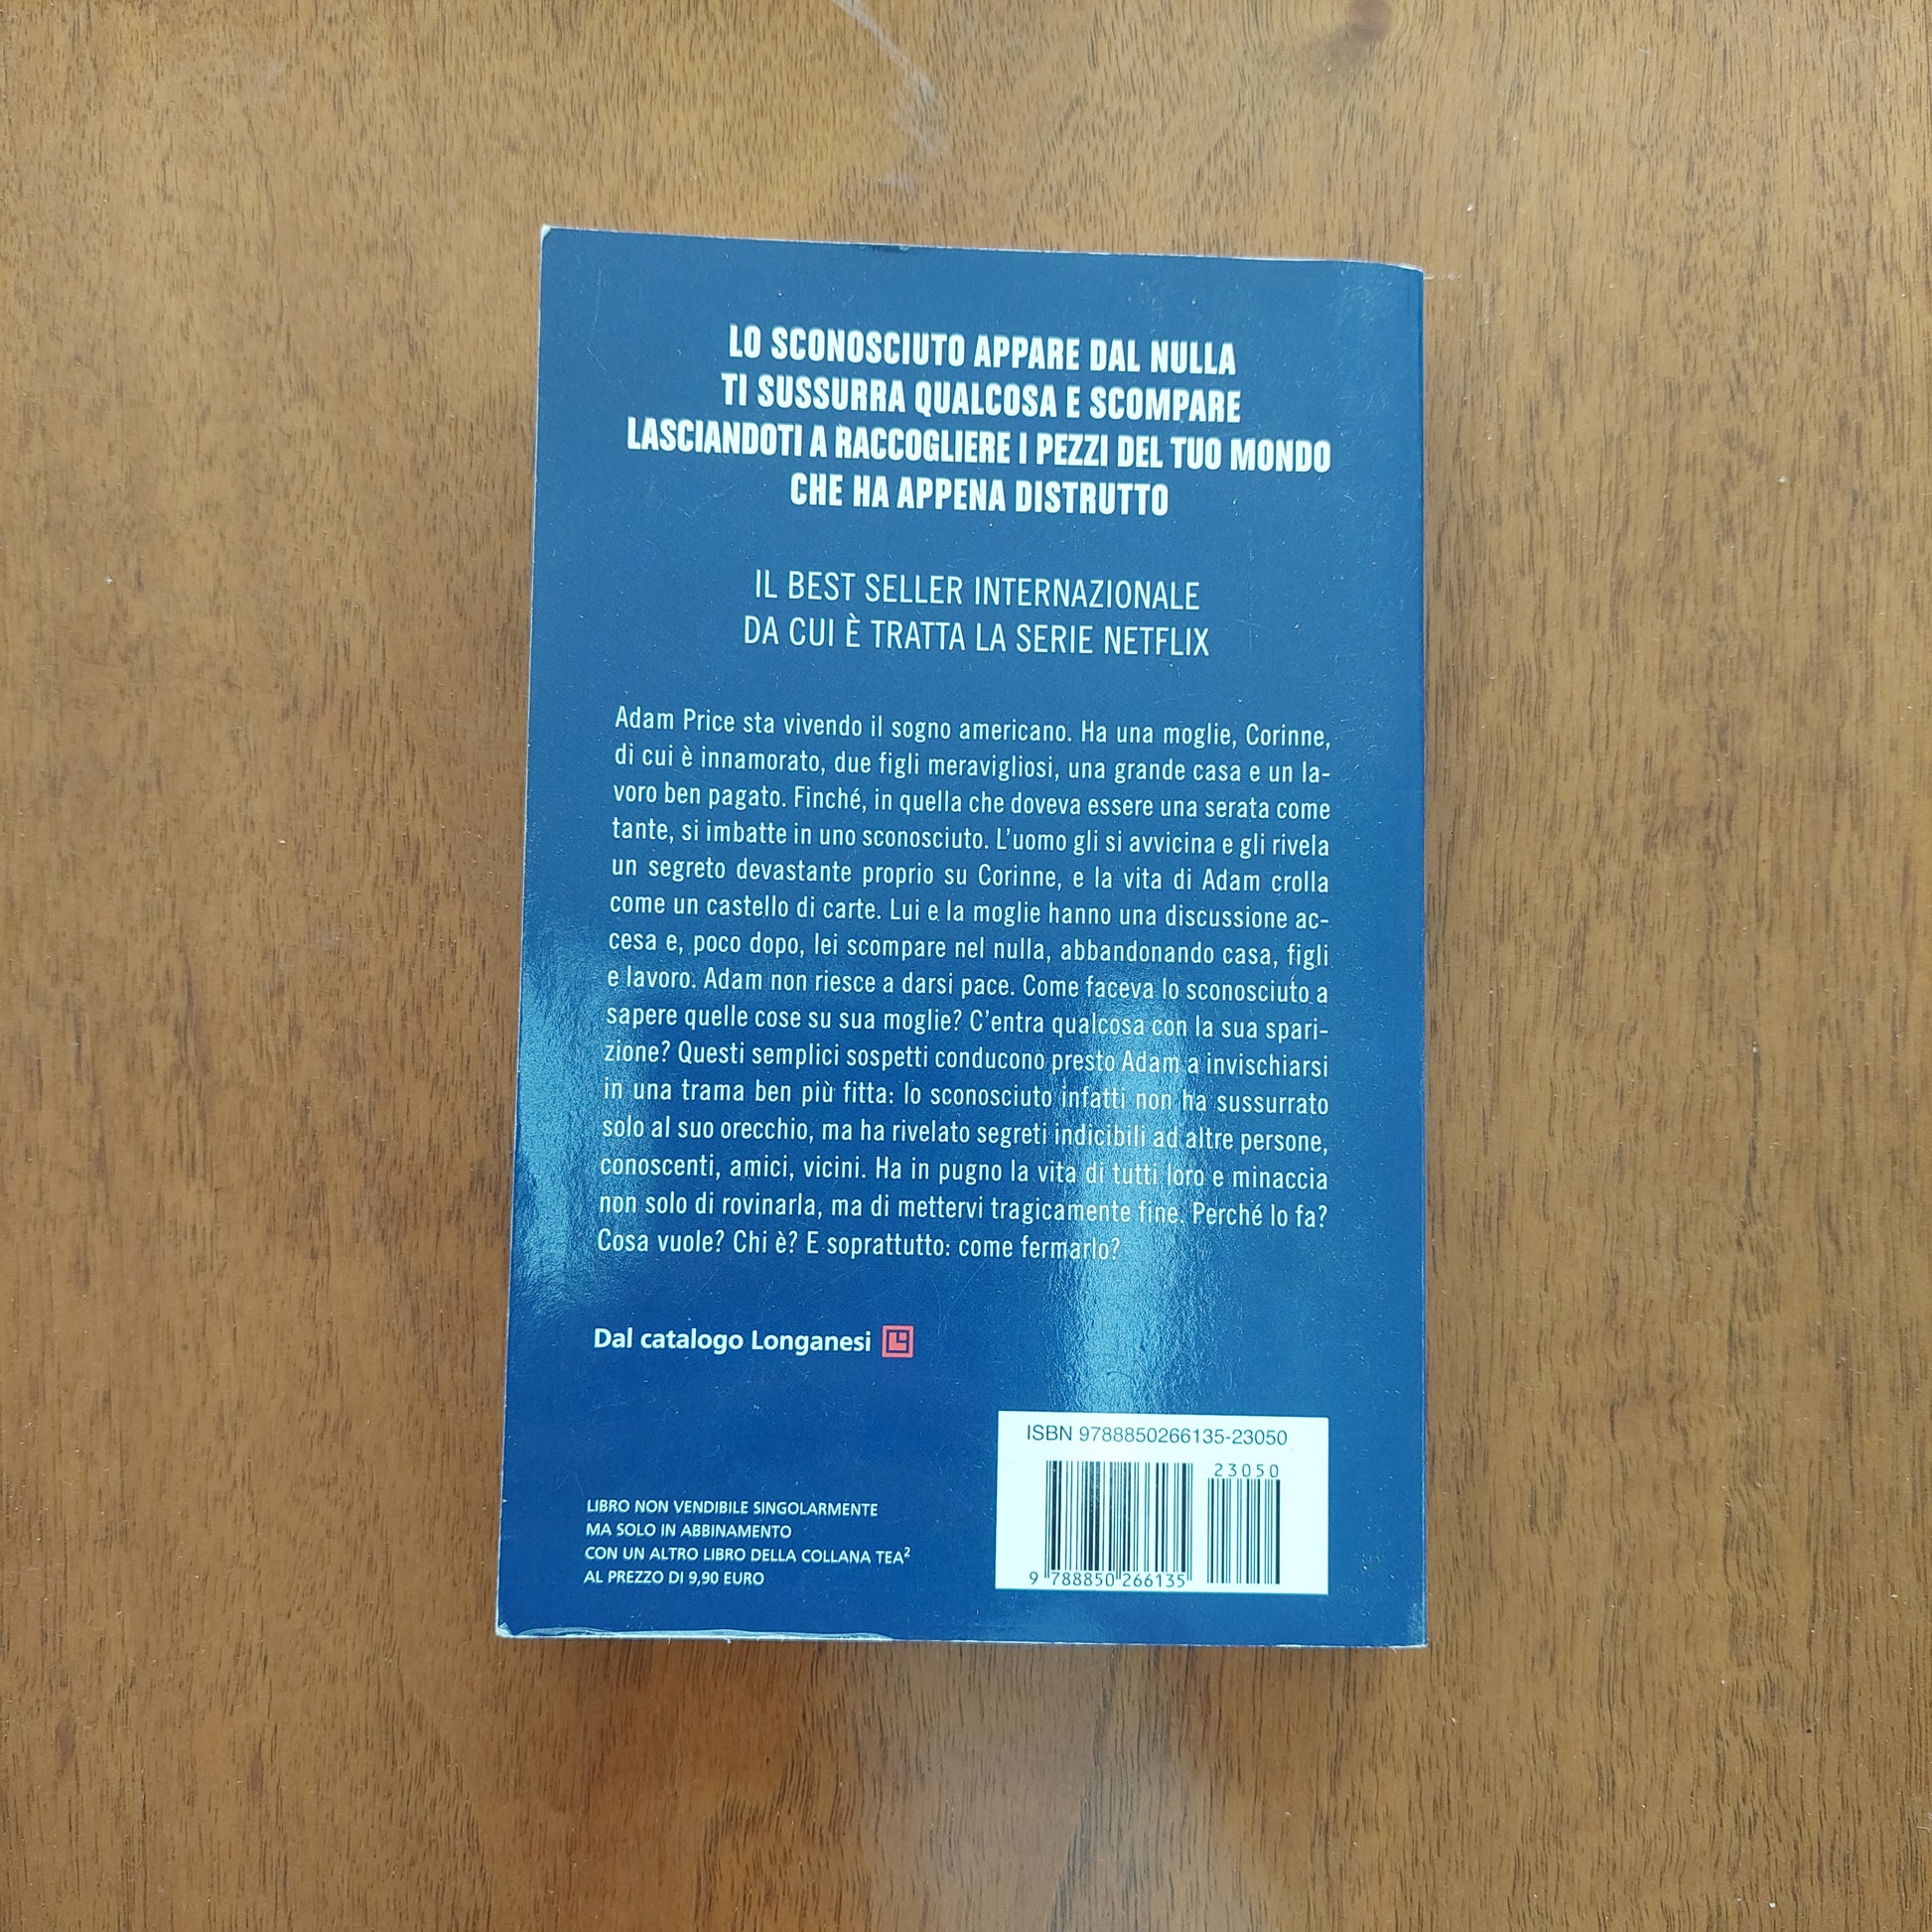 LO SCONOSCIUTO APPARE DAL NULLA
TI SUSSURRA QUALCOSA E SCOMPARE
LASCIANDOTI A RACCOGLIERE I PEZZI DEL TUO MONDO
CHE HA APPENA DISTRUTTO
IL BEST SELLER INTERNAZIONALE
DA CUI È TRATTA LA SERIE NETFLIX
Adam Price sta vivendo il sogno americano. Ha una moglie, Corinne,
di cui è innamorato, due figli meravigliosi, una grande casa e un la-
voro ben pagato. Finché, in quella che doveva essere una serata come
tante, si imbatte in uno sconosciuto. L'uomo gli si avvicina e gli rivela
un segreto devastante proprio su Corinne, e la vita di Adam crolla
come un castello di carte. Lui e la moglie hanno una discussione ac-
cesa e, poco dopo, lei scompare nel nulla, abbandonando casa, figli
e lavoro. Adam non riesce a darsi pace. Come faceva lo sconosciuto a
sapere quelle cose su sua moglie? C'entra qualcosa con la sua spari-
zione? Questi semplici sospetti conducono presto Adam a invischiarsi
in una trama ben più fitta: lo sconosciuto infatti non ha sussurrato
solo al suo orecchio, ma ha rivelato segreti indicibili ad altre persone,
conoscenti, amici, vicini. Ha in pugno la vita di tutti loro e minaccia
non solo di rovinarla, ma di mettervi tragicamente fine. Perché lo fa?
Cosa vuole? Chi è? E soprattutto: come fermarlo?
Dal catalogo Longanesi
ISBN 9788850266135-23050
23050
9 788850 266135
LIBRO NON VENDIBILE SINGOLARMENTE
MA SOLO IN ABBINAMENTO
CON UN ALTRO LIBRO DELLA COLLANA TEA²
AL PREZZO DI 9,90 EURO